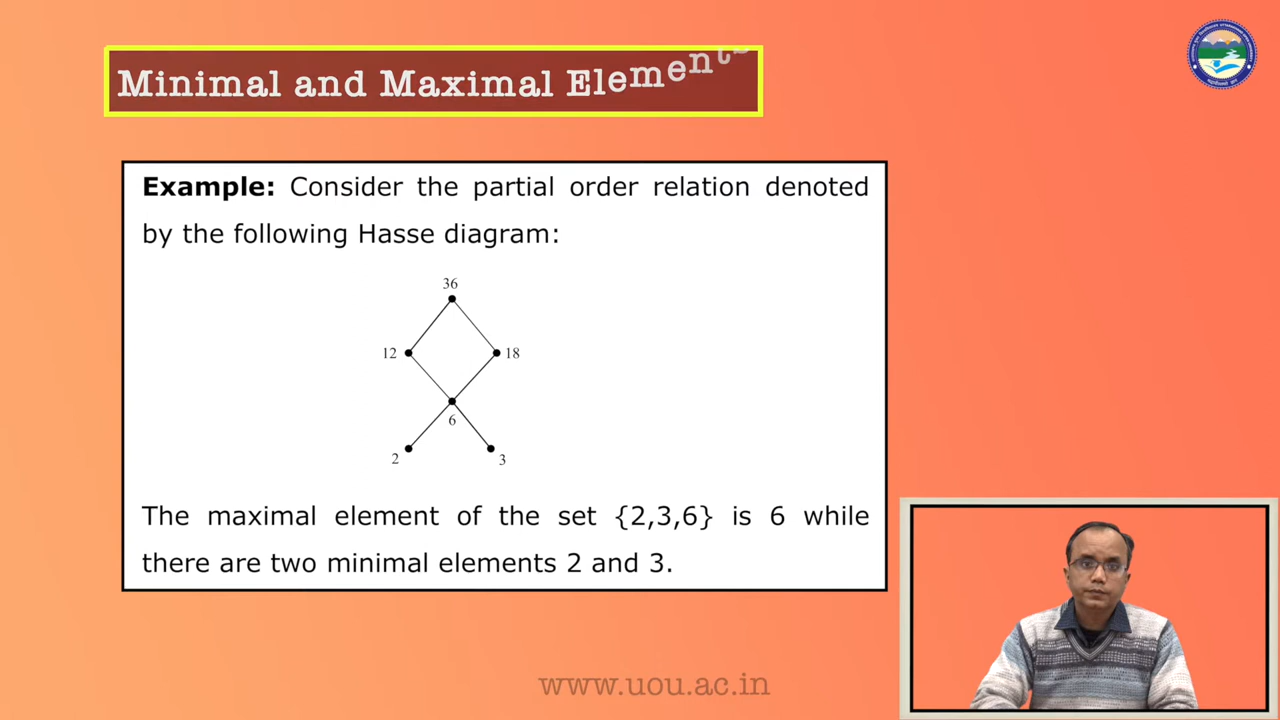 Minimal and Maximal Elements
Example: Consider the partial order relation denoted
by the following Hasse diagram:
36
12
18
6
2
3
The maximal element of the set {2,3,6} is 6 while
there are two minimal elements 2 and 3.
www.uou.ac.in